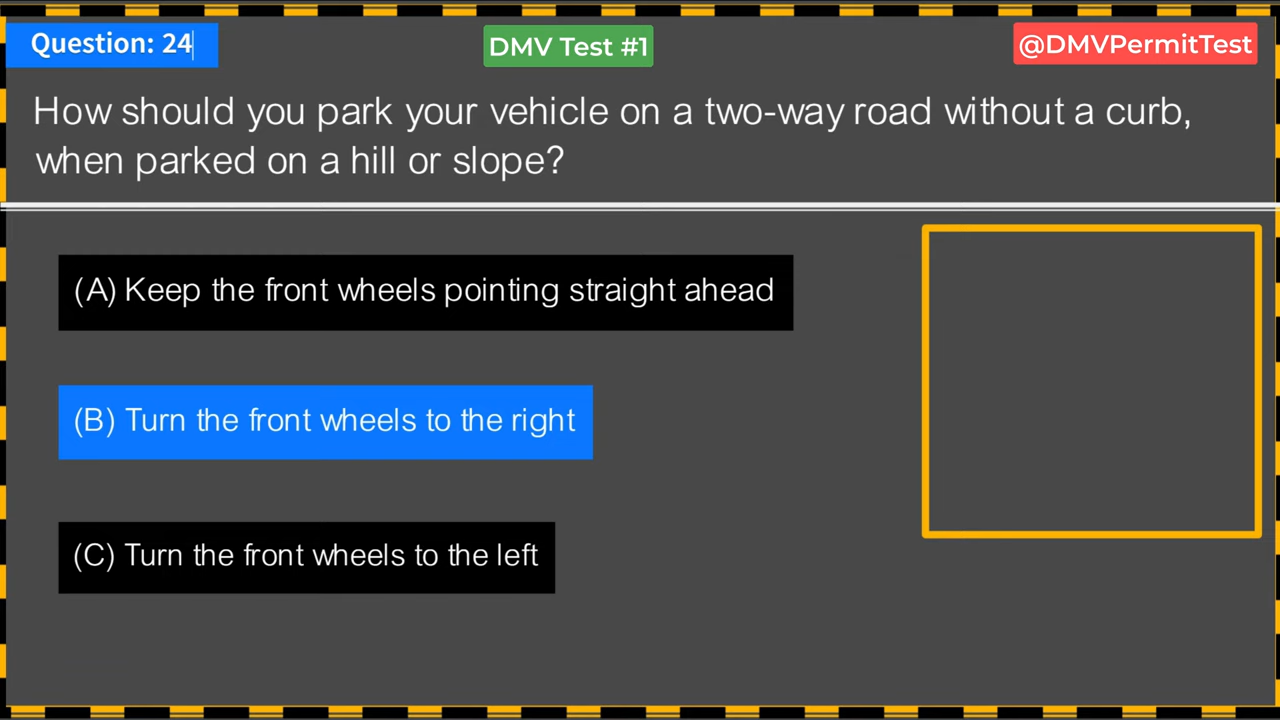 Question: 24
DMV Test #1
@DMVPermitTest
How should you park your vehicle on a two-way road without a curb,
when parked on a hill or slope?
(A) Keep the front wheels pointing straight ahead
(B) Turn the front wheels to the right
(C) Turn the front wheels to the left